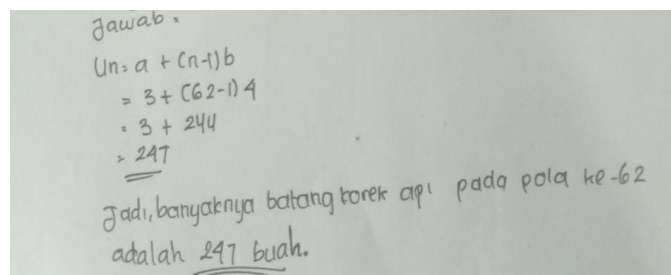 Jawab :
Un = a + (n-1)b
= 3 + (62-1) 4
= 3 + 244
= 247
Jadi, banyaknya batang korek api pada pola ke-62
adalah 247 buah.